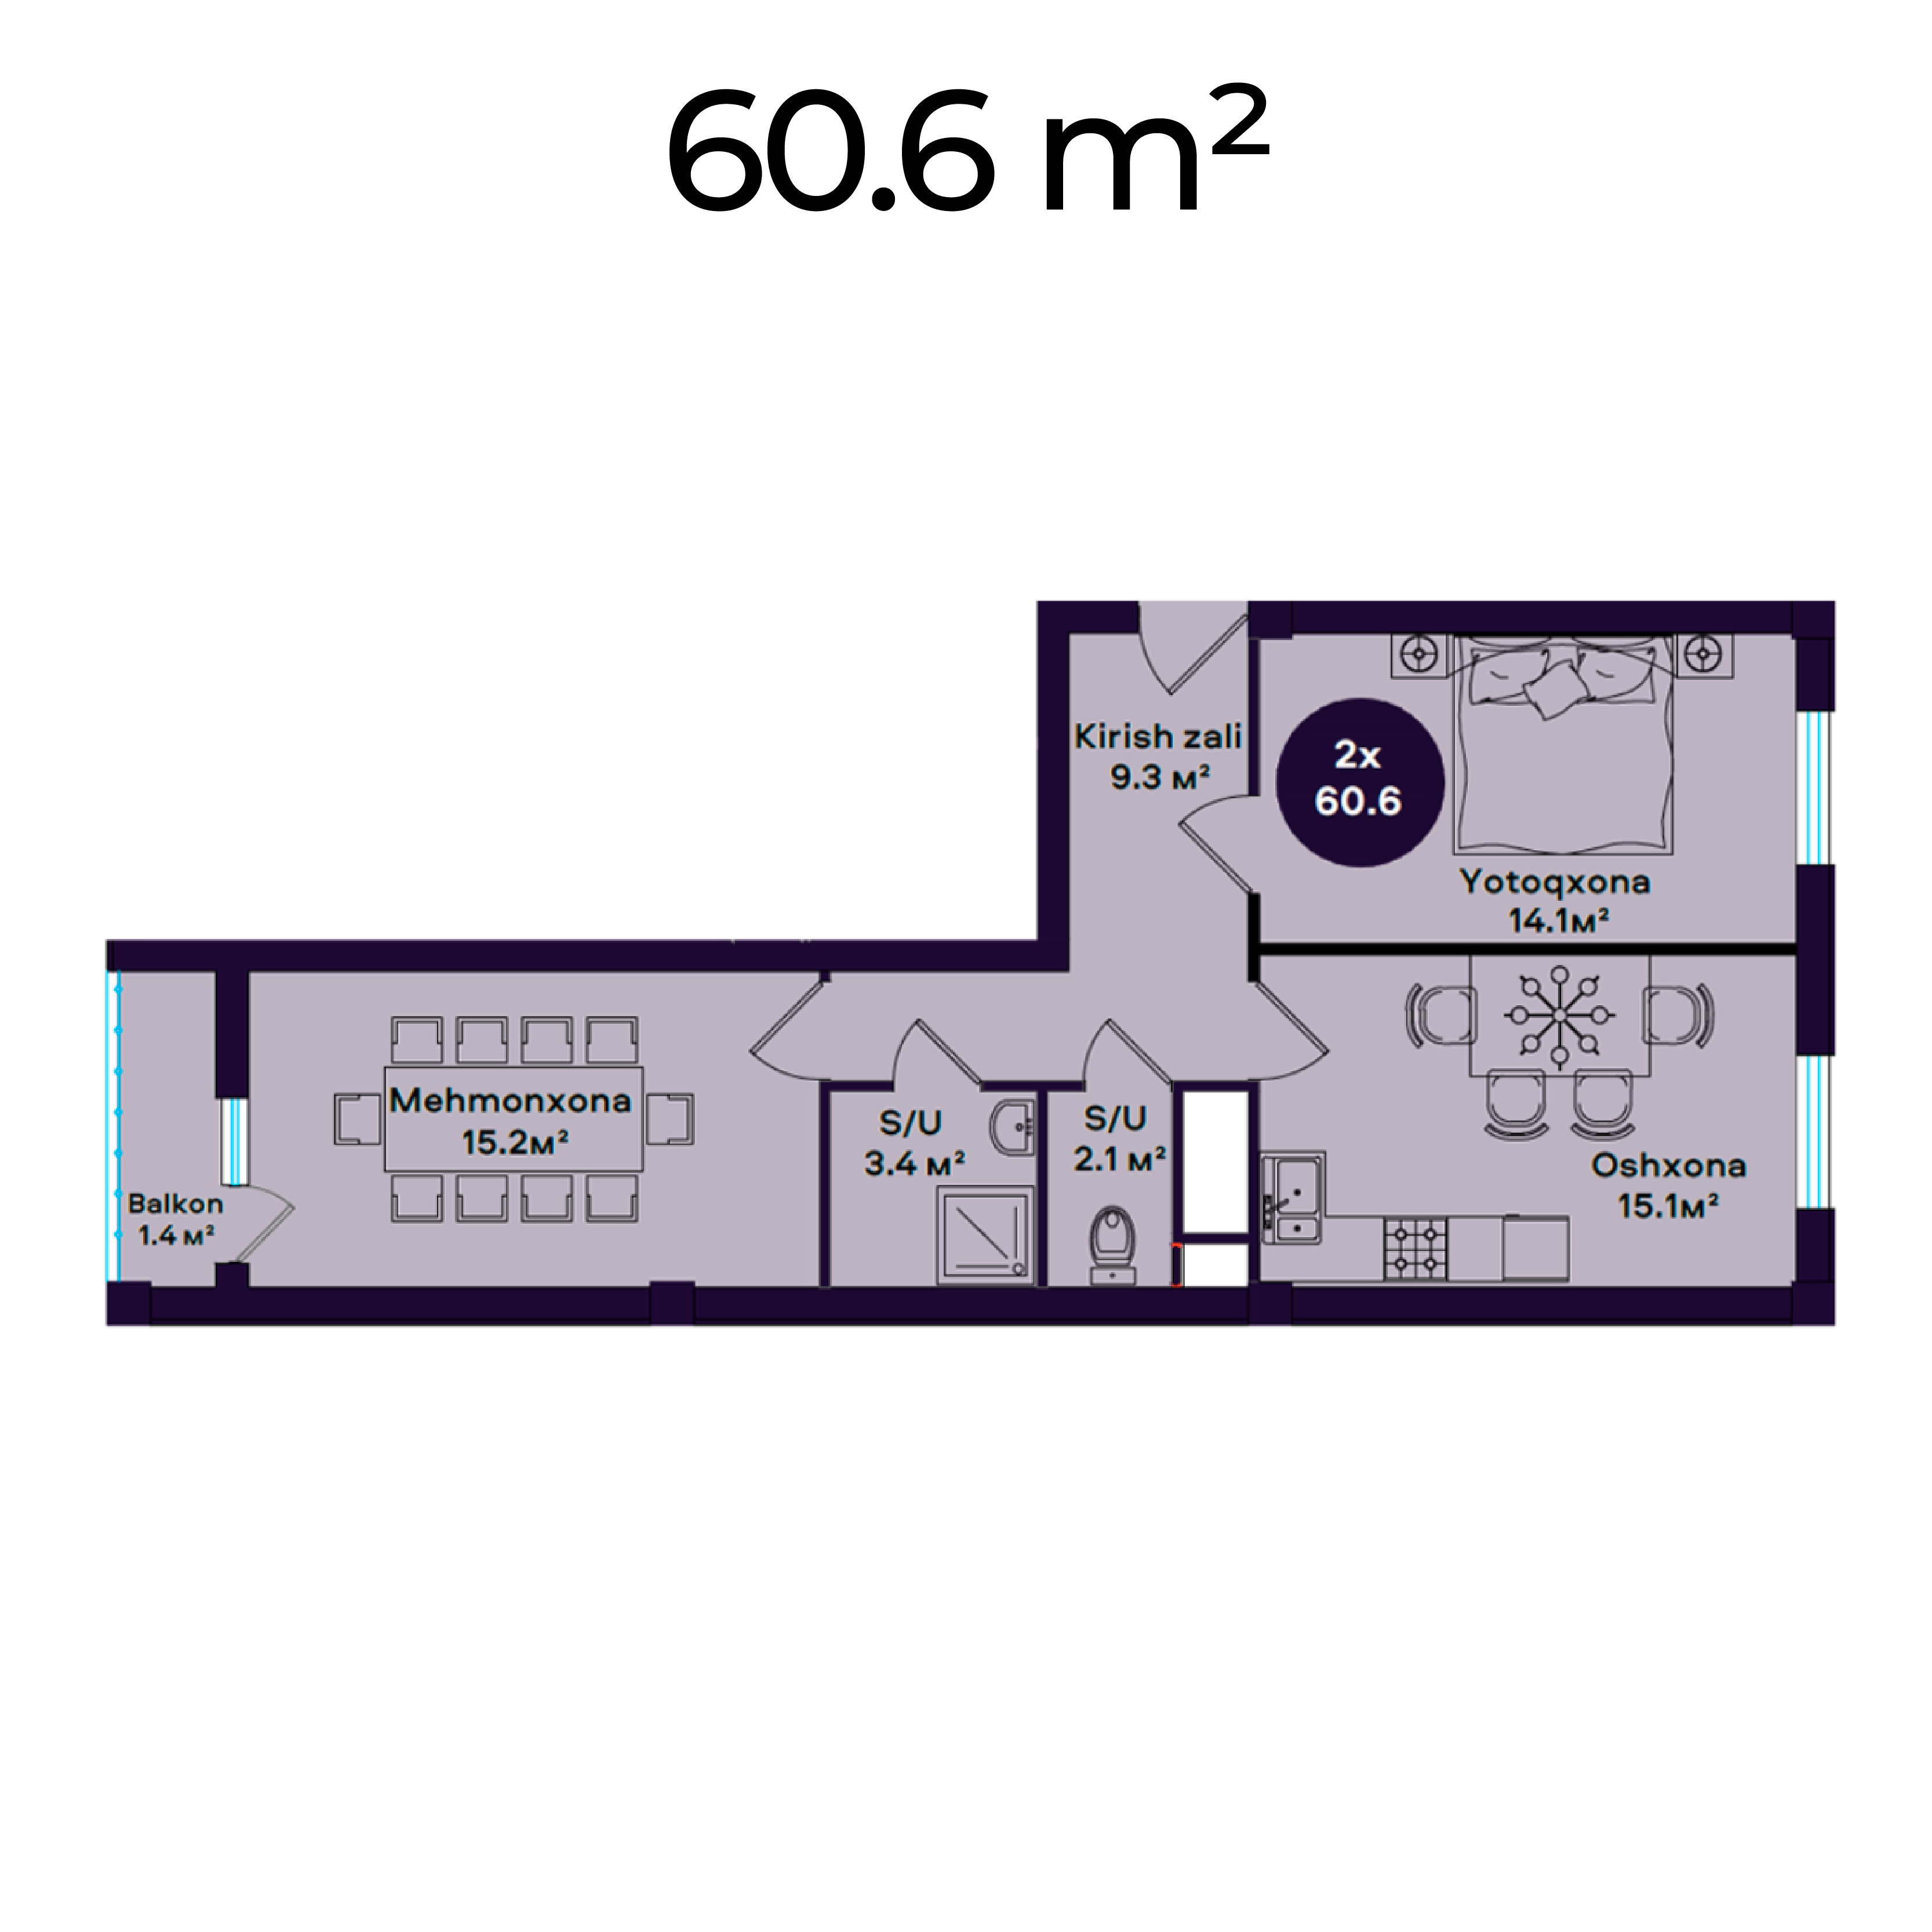 60.6 m²
Kirish zali
9.3 м²
2x
60.6
Yotoqxona
14.1м²
Mehmonxona
15.2м²
S/U
3.4 м²
S/U
2.1 м²
Oshxona
15.1м²
Balkon
1.4 м²